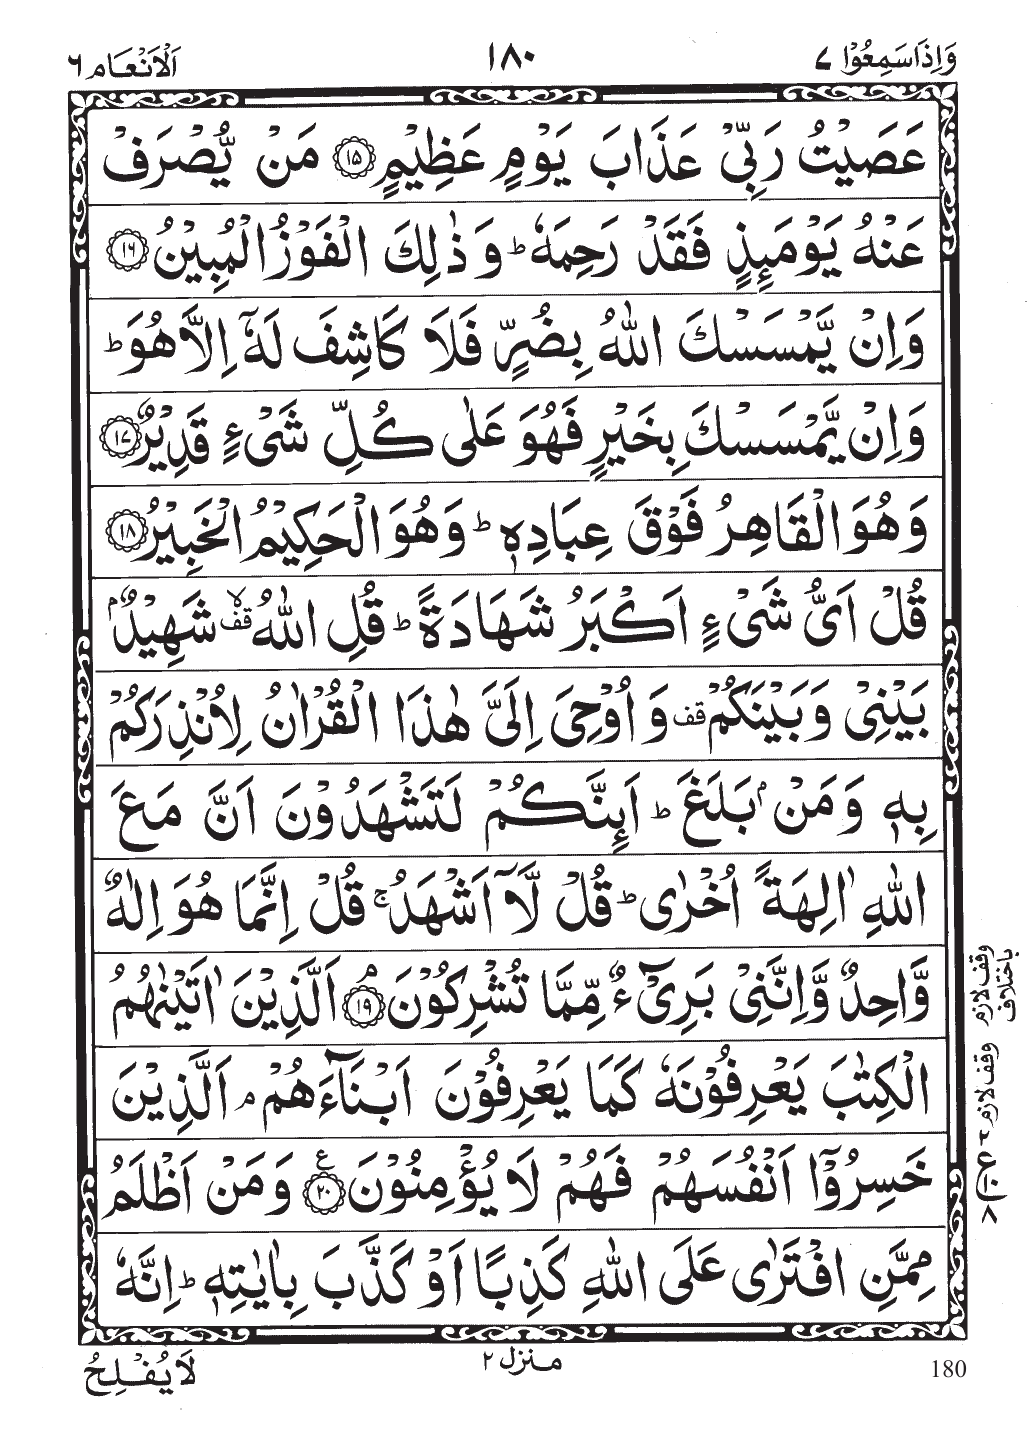 وَاِذَاسَمِعُوْا ٧ ١٨٠ اَلْاَنْعَام ٦
عَصَيْتُ رَبِّىْ عَذَابَ يَوْمٍ عَظِيْمٍ ﴿١٥﴾ مَنْ يُّصْرَفْ
عَنْهُ يَوْمَىِٕذٍ فَقَدْ رَحِمَهٗ ؕ وَ ذٰلِكَ الْفَوْزُ الْمُبِيْنُ ﴿١٦﴾
وَاِنْ يَّمْسَسْكَ اللّٰهُ بِضُرٍّ فَلَا كَاشِفَ لَهٗٓ اِلَّا هُوَ ؕ
وَاِنْ يَّمْسَسْكَ بِخَيْرٍ فَهُوَ عَلٰى كُلِّ شَىْءٍ قَدِيْرٌ ﴿١٧﴾
وَهُوَ الْقَاهِرُ فَوْقَ عِبَادِهٖ ؕ وَهُوَ الْحَكِيْمُ الْخَبِيْرُ ﴿١٨﴾
قُلْ اَىُّ شَىْءٍ اَكْبَرُ شَهَادَةً ؕ قُلِ اللّٰهُ قف لا شَهِيْدٌۢ
بَيْنِىْ وَبَيْنَكُمْ قف وَ اُوْحِىَ اِلَىَّ هٰذَا الْقُرْاٰنُ لِاُنْذِرَكُمْ
بِهٖ وَمَنْۢ بَلَغَ ؕ اَىِٕنَّكُمْ لَتَشْهَدُوْنَ اَنَّ مَعَ
اللّٰهِ اٰلِهَةً اُخْرٰى ؕ قُلْ لَّآ اَشْهَدُ ۚ قُلْ اِنَّمَا هُوَ اِلٰهٌ
وَّاحِدٌ وَّاِنَّنِىْ بَرِىْٓءٌ مِّمَّا تُشْرِكُوْنَ ۘ ﴿١٩﴾ اَلَّذِيْنَ اٰتَيْنٰهُمُ
الْكِتٰبَ يَعْرِفُوْنَهٗ كَمَا يَعْرِفُوْنَ اَبْنَآءَهُمْ ۘ اَلَّذِيْنَ
خَسِرُوْٓا اَنْفُسَهُمْ فَهُمْ لَا يُؤْمِنُوْنَ ﴿٢٠﴾ ع وَمَنْ اَظْلَمُ
مِمَّنِ افْتَرٰى عَلَى اللّٰهِ كَذِبًا اَوْ كَذَّبَ بِاٰيٰتِهٖ ؕ اِنَّهٗ
وقف لازم
باختلاف
وقف لازم
لَا يُفْلِحُ منزل ٢ 180